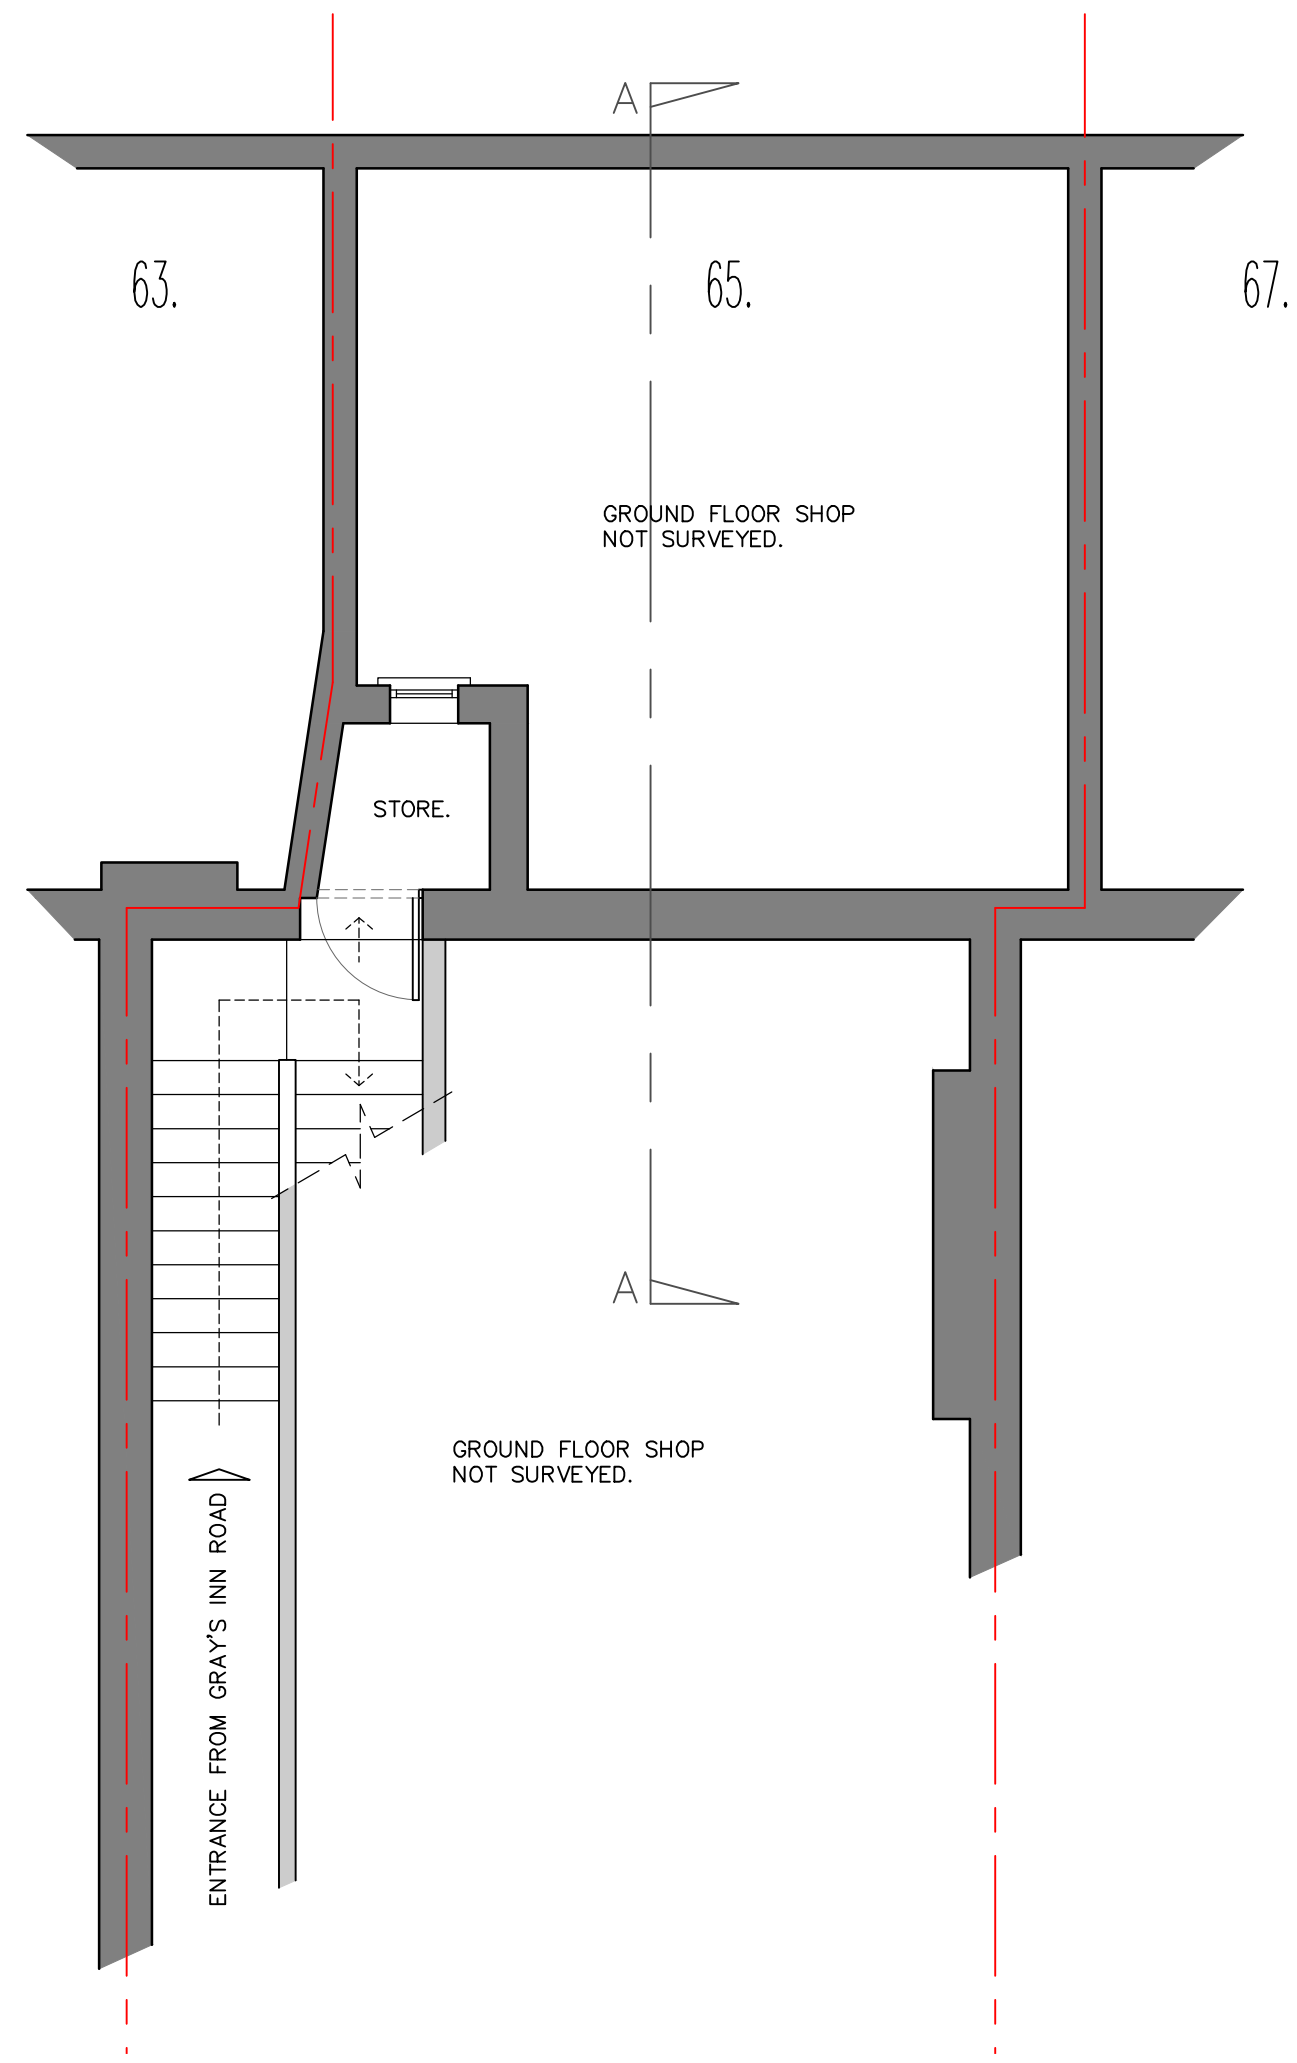 A
63.
65.
67.
GROUND FLOOR SHOP
NOT SURVEYED.
STORE.
A
GROUND FLOOR SHOP
NOT SURVEYED.
ENTRANCE FROM GRAY'S INN ROAD